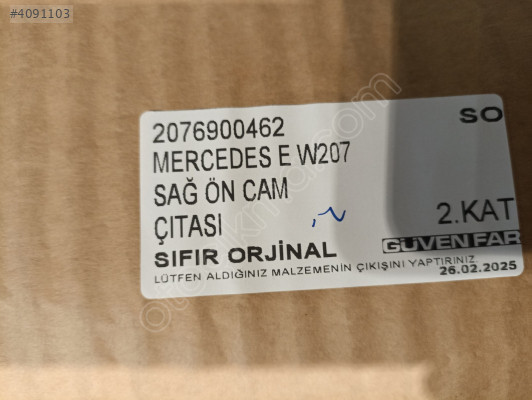 #4091103
2076900462
SO
MERCEDES E W207
SAĞ ÖN CAM
ÇITASI
2.KAT
SIFIR ORJİNAL
GÜVEN FAR
LÜTFEN ALDIĞINIZ MALZEMENİN ÇIKIŞINI YAPTIRINIZ
26.02.2025